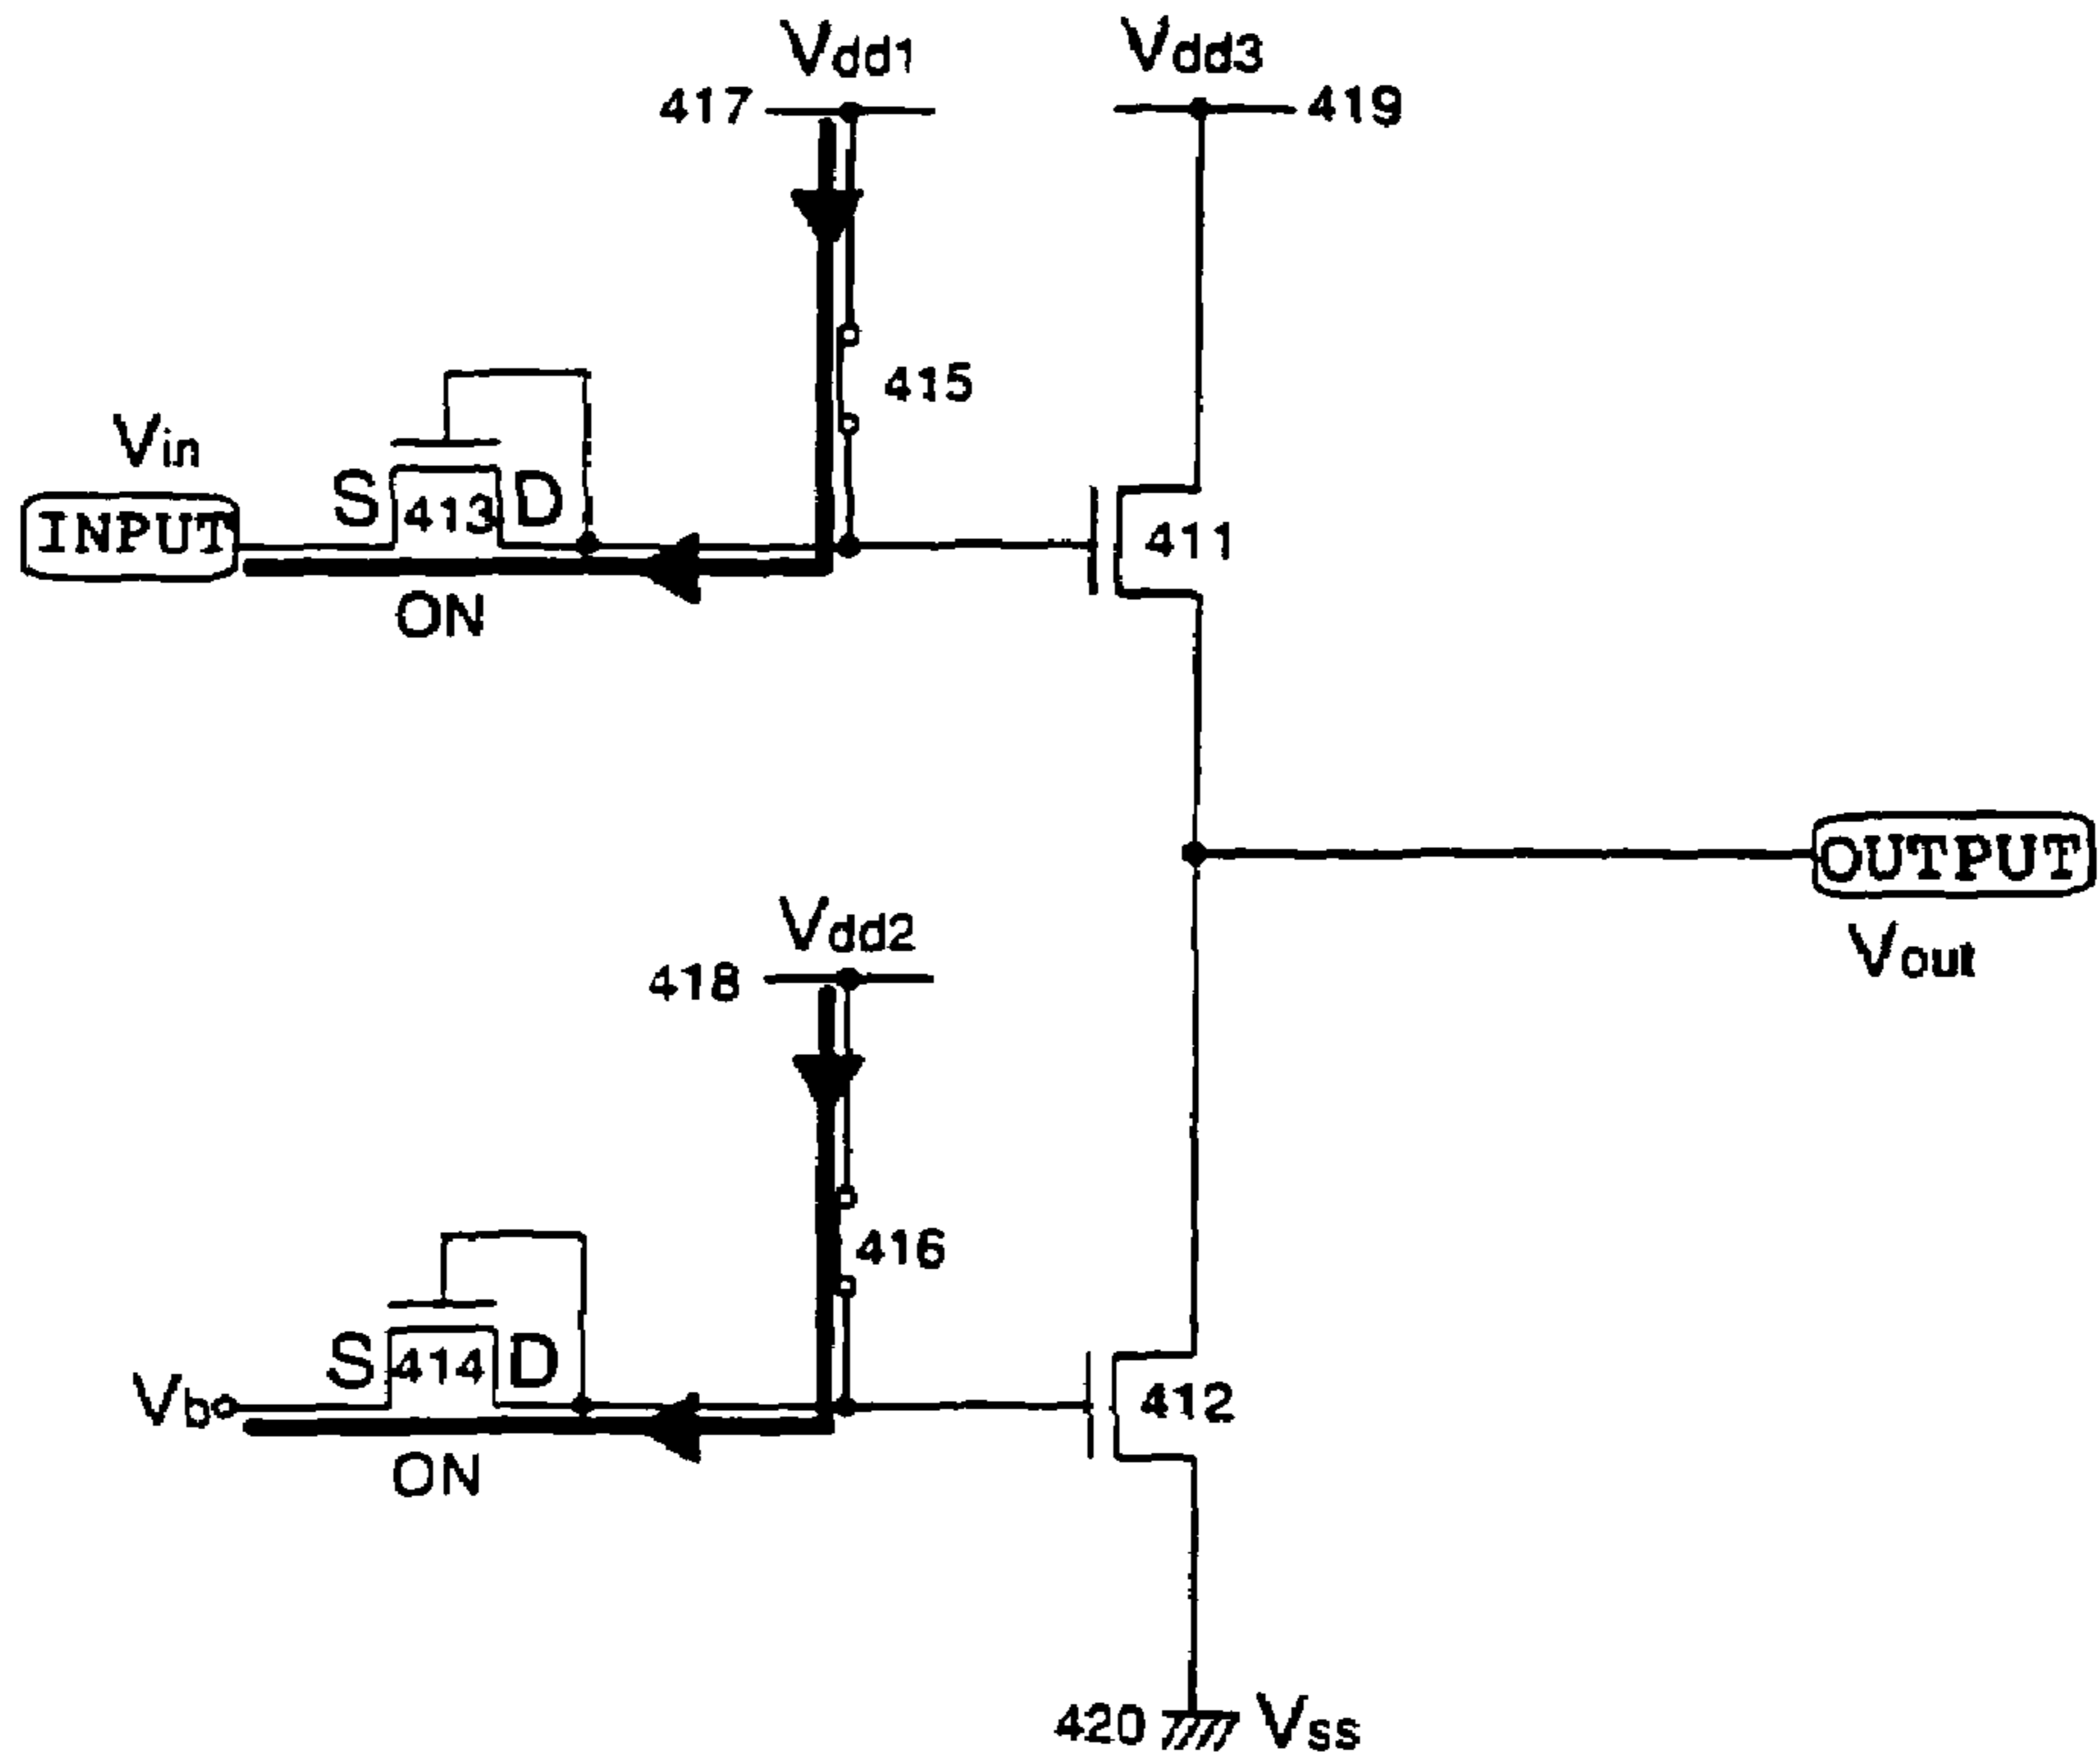 Vdd1
Vdd3
417
419
415
Vin
S
413
D
INPUT
411
ON
OUTPUT
Vdd2
Vout
418
416
S
414
D
Vb
412
ON
420
Vss